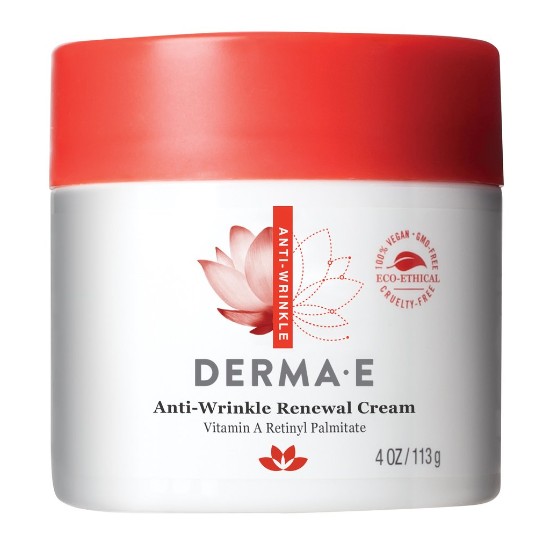 ANTI-WRINKLE
100% VEGAN • GMO-FREE
ECO-ETHICAL
CRUELTY-FREE
DERMA·E
Anti-Wrinkle Renewal Cream
Vitamin A Retinyl Palmitate
4 OZ/113 g